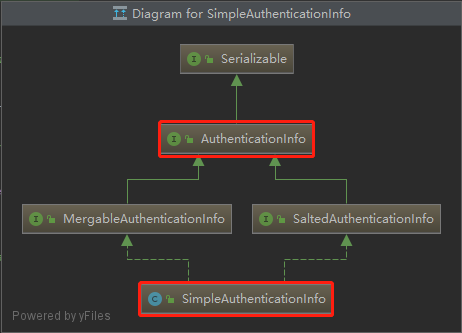 Diagram for SimpleAuthenticationInfo
I Serializable
I AuthenticationInfo
I MergableAuthenticationInfo
I SaltedAuthenticationInfo
C SimpleAuthenticationInfo
Powered by yFiles